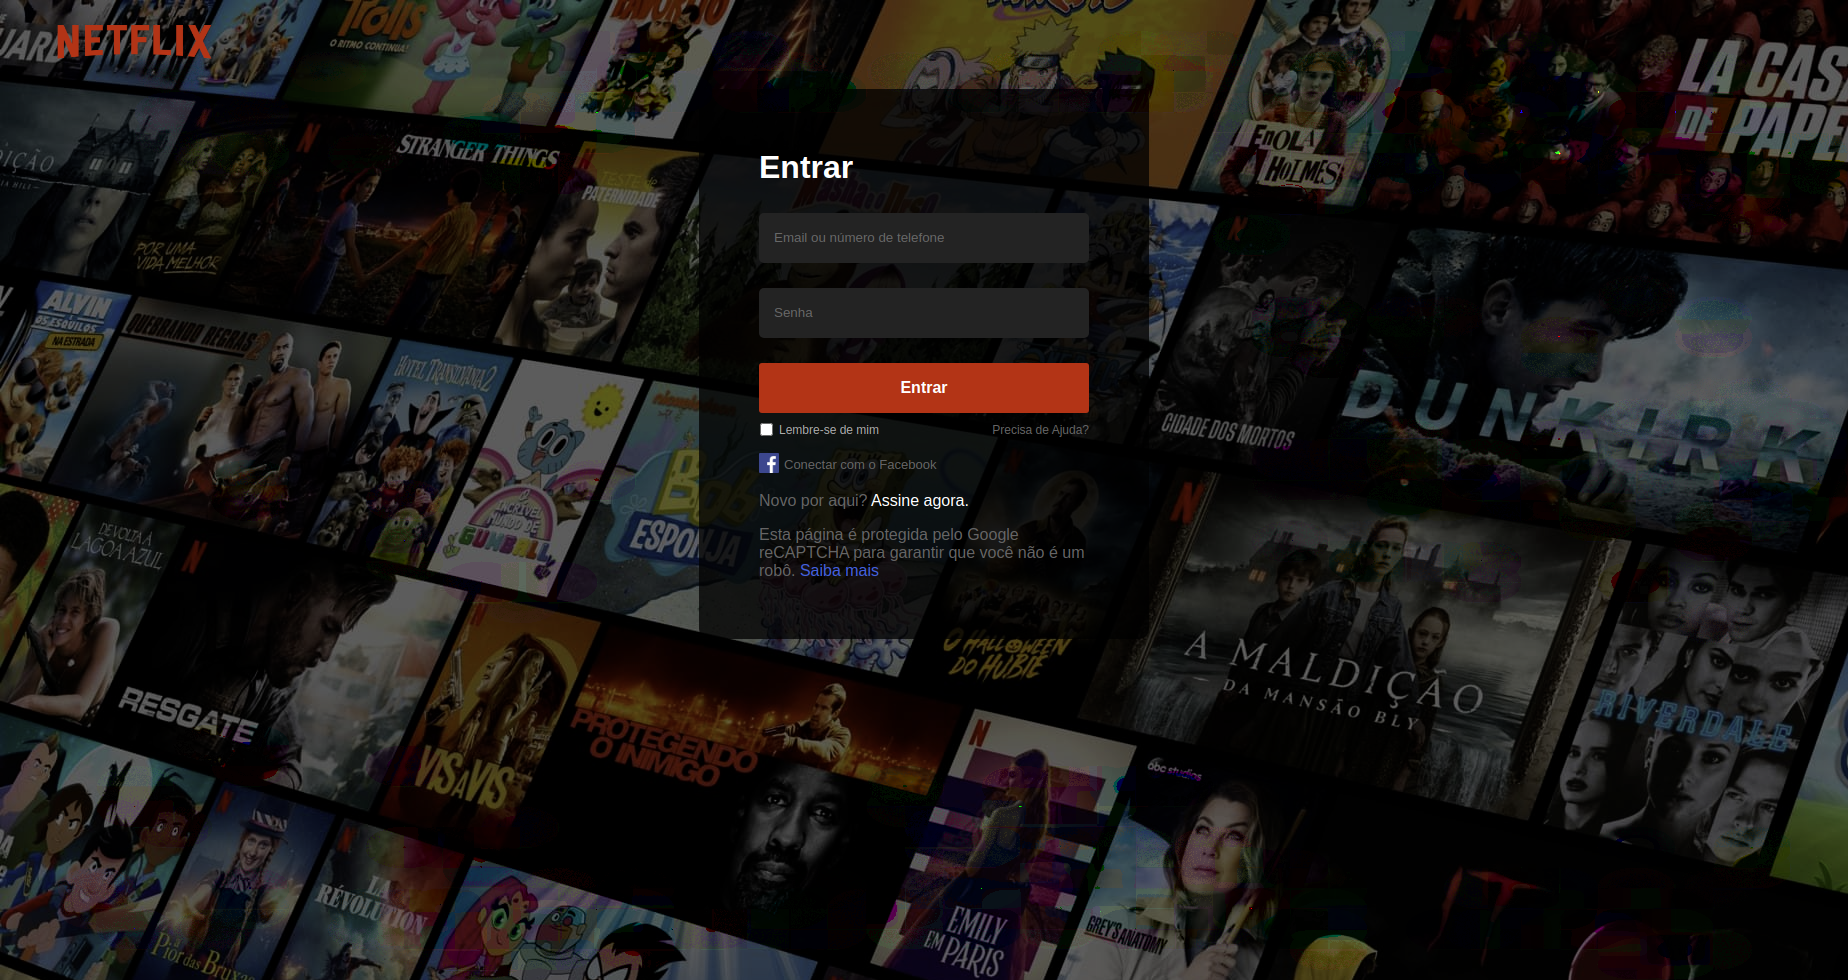 NETFLIX
Trolls
O RITMO CONTINUA!
LA CASA
DE PAPEL
STRANGER THINGS
TESTE DE
PATERNIDADE
ENOLA
HOLMES
POR UMA
VIDA MELHOR
Entrar
Email ou número de telefone
Senha
Entrar
Lembre-se de mim
Precisa de Ajuda?
Conectar com o Facebook
Novo por aqui? Assine agora.
Esta página é protegida pelo Google
reCAPTCHA para garantir que você não é um
robô. Saiba mais
ALVIN
E OS ESQUILOS
NA ESTRADA
QUEBRANDO REGRAS 2
HOTEL TRANSILVÂNIA 2
nickelodeon
BOB
ESPONJA
O
INCRÍVEL
MUNDO DE
GUMBALL
CIDADE DOS MORTOS
DUNKIRK
DE VOLTA À
LAGOA AZUL
RESGATE
VIS A VIS
PROTEGENDO
O INIMIGO
O HALLOWEEN
DO HUBIE
A MALDIÇÃO
DA MANSÃO BLY
RIVERDALE
abc studios
A
Pior das Bruxas
LA
RÉVOLUTION
EMILY
EM
PARIS
GREY'S ANATOMY